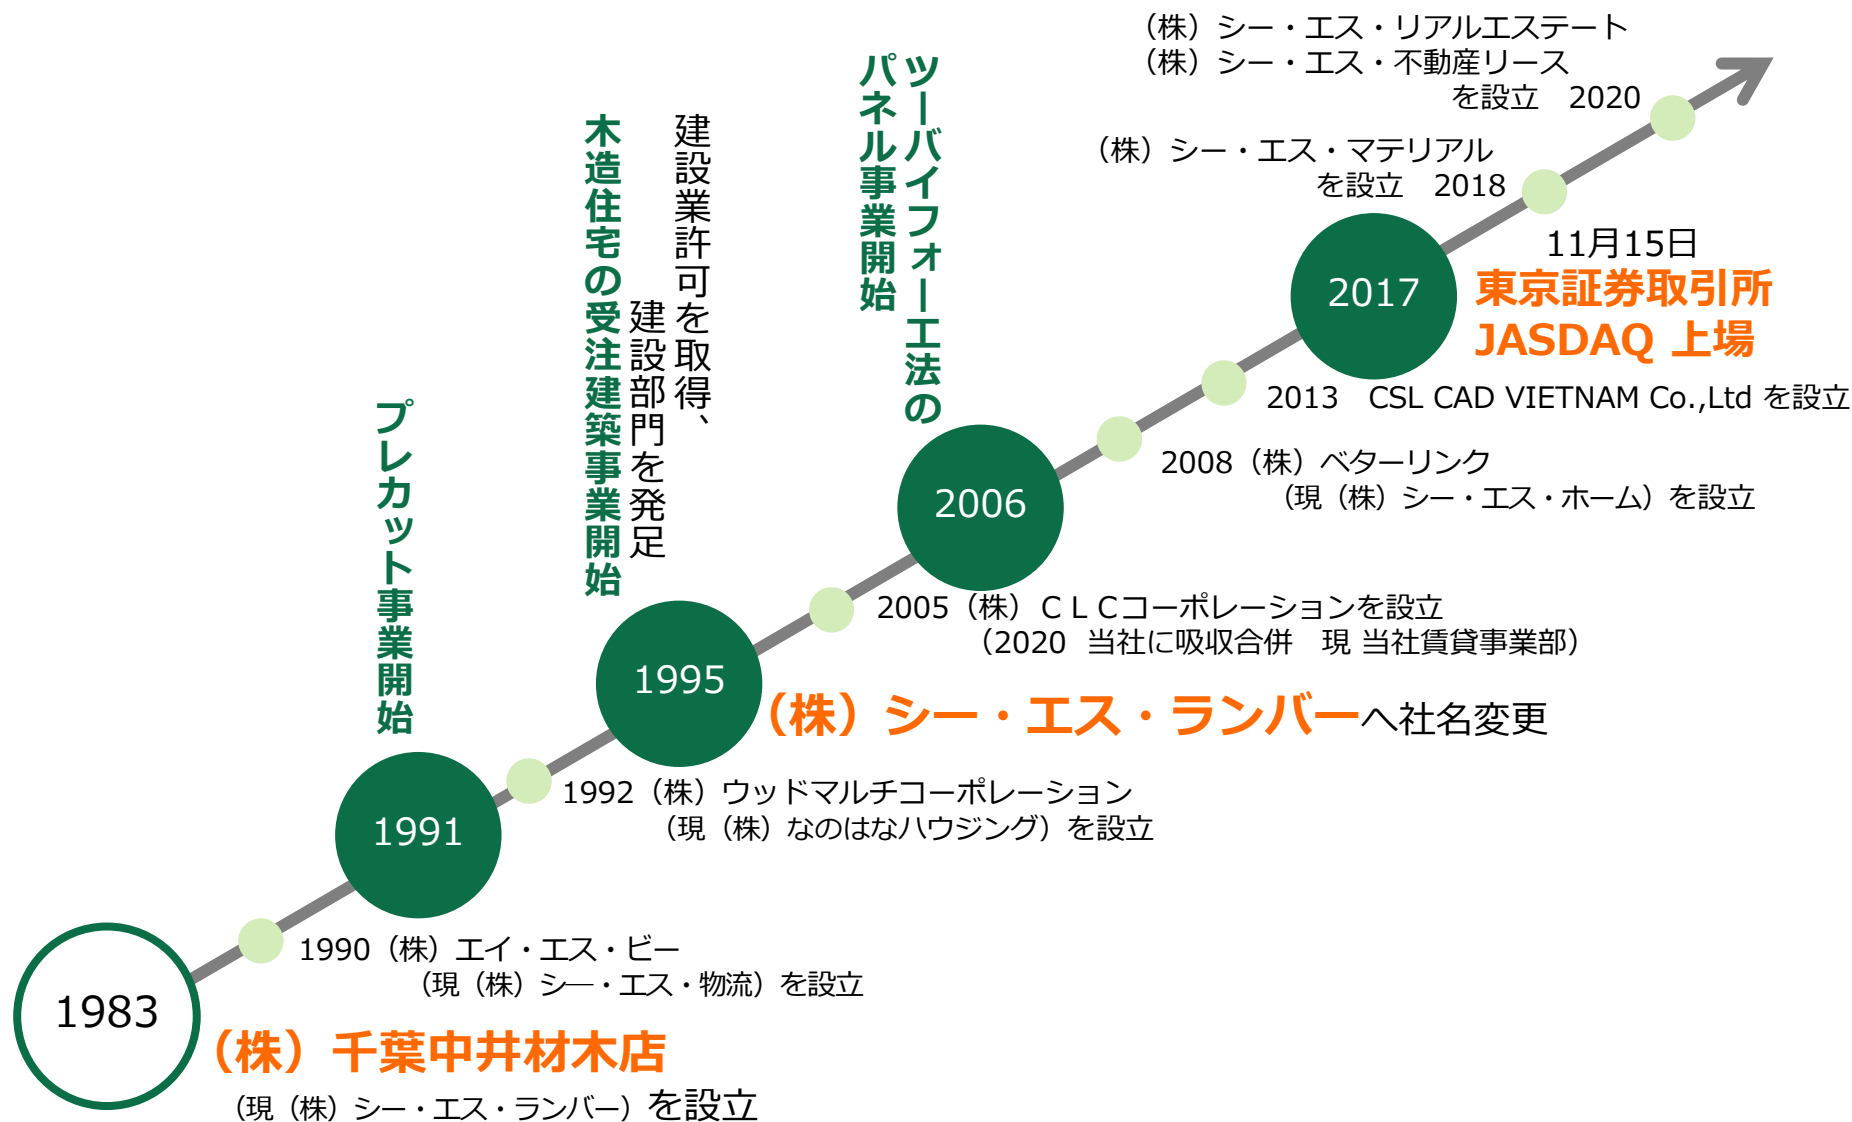 （株）シー・エス・リアルエステート
（株）シー・エス・不動産リース
を設立　2020
（株）シー・エス・マテリアル
を設立　2018
11月15日
2017
東京証券取引所
JASDAQ 上場
2013　CSL CAD VIETNAM Co.,Ltd を設立
ツーバイフォー工法の
パネル事業開始
2008（株）ベターリンク
（現（株）シー・エス・ホーム）を設立
2006
建設業許可を取得、
建設部門を発足
木造住宅の受注建築事業開始
2005（株）ＣＬＣコーポレーションを設立
（2020 当社に吸収合併　現 当社賃貸事業部）
1995
（株）シー・エス・ランバーへ社名変更
プレカット事業開始
1992（株）ウッドマルチコーポレーション
（現（株）なのはなハウジング）を設立
1991
1990（株）エイ・エス・ビー
（現（株）シ―・エス・物流）を設立
1983
（株）千葉中井材木店
（現（株）シー・エス・ランバー）を設立